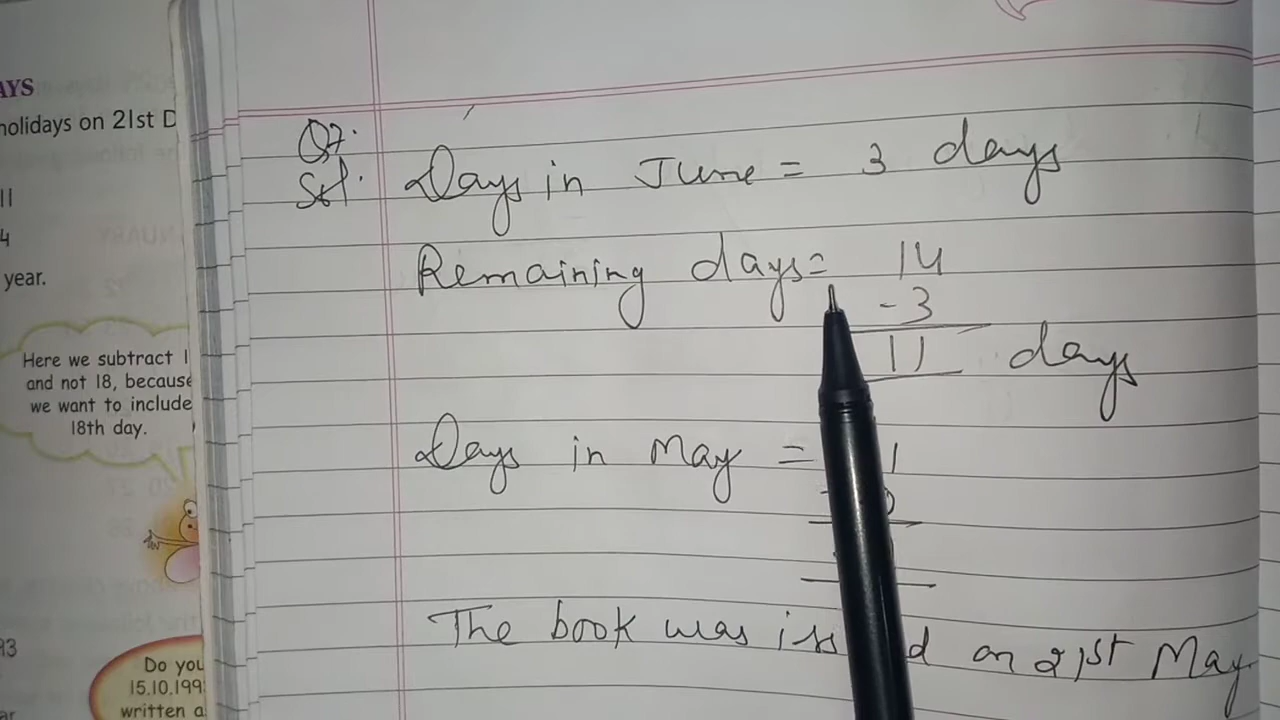 AYS
holidays on 21st D
11
4
year.
Here we subtract 1
and not 18, because
we want to include
18th day.
93
Do you
15.10.199
written a
ar
Q7.
Sol. Days in June = 3 days
Remaining days = 14
- 3
11 days
Days in May =
The book was on 21st May.